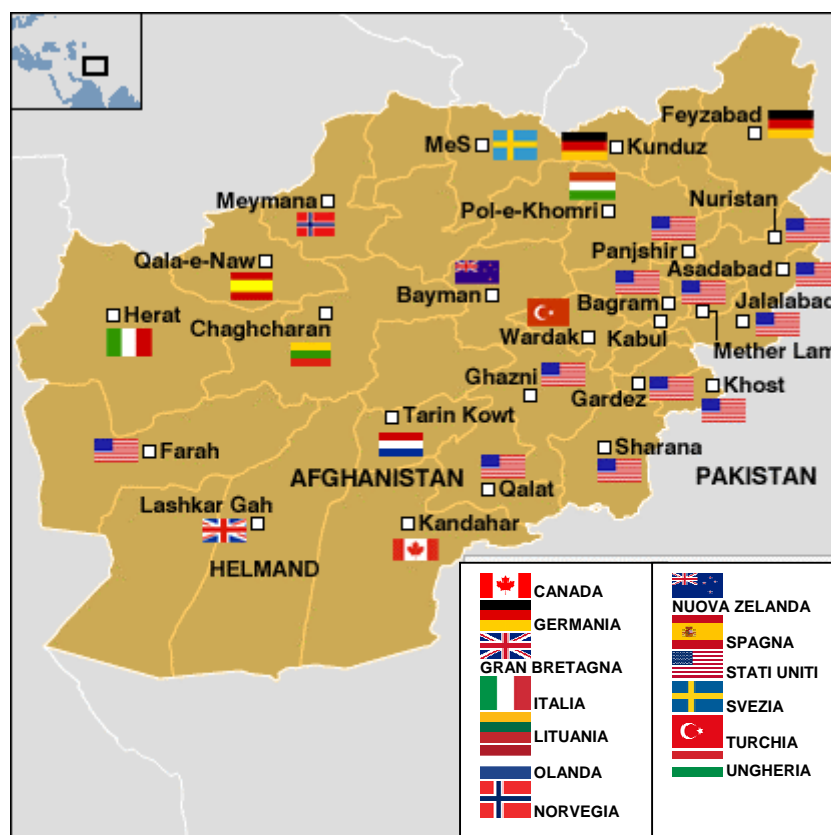 Feyzabad
MeS
Kunduz
Meymana
Nuristan
Pol-e-Khomri
Qala-e-Naw
Panjshir
Asadabad
Bayman
Bagram
Jalalabad
Herat
Chaghcharan
Wardak
Kabul
Mether Lam
Ghazni
Gardez
Khost
Tarin Kowt
Farah
Sharana
AFGHANISTAN
PAKISTAN
Qalat
Lashkar Gah
Kandahar
HELMAND
CANADA
GERMANIA
GRAN BRETAGNA
ITALIA
LITUANIA
OLANDA
NORVEGIA
NUOVA ZELANDA
SPAGNA
STATI UNITI
SVEZIA
TURCHIA
UNGHERIA